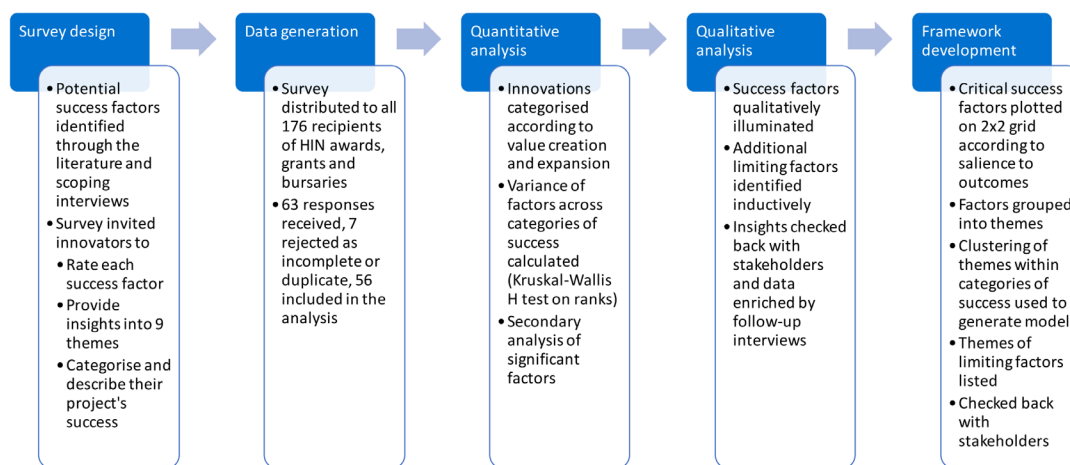 Survey design
• Potential
success factors
identified
through the
literature and
scoping
interviews
• Survey invited
innovators to
• Rate each
success factor
• Provide
insights into 9
themes
• Categorise and
describe their
project's
success
Data generation
• Survey
distributed to all
176 recipients
of HIN awards,
grants and
bursaries
• 63 responses
received, 7
rejected as
incomplete or
duplicate, 56
included in the
analysis
Quantitative
analysis
• Innovations
categorised
according to
value creation
and expansion
• Variance of
factors across
categories of
success
calculated
(Kruskal-Wallis
H test on ranks)
• Secondary
analysis of
significant
factors
Qualitative
analysis
• Success factors
qualitatively
illuminated
• Additional
limiting factors
identified
inductively
• Insights checked
back with
stakeholders
and data
enriched by
follow-up
interviews
Framework
development
• Critical success
factors plotted
on 2x2 grid
according to
salience to
outcomes
• Factors grouped
into themes
• Clustering of
themes within
categories of
success used to
generate model
• Themes of
limiting factors
listed
• Checked back
with
stakeholders